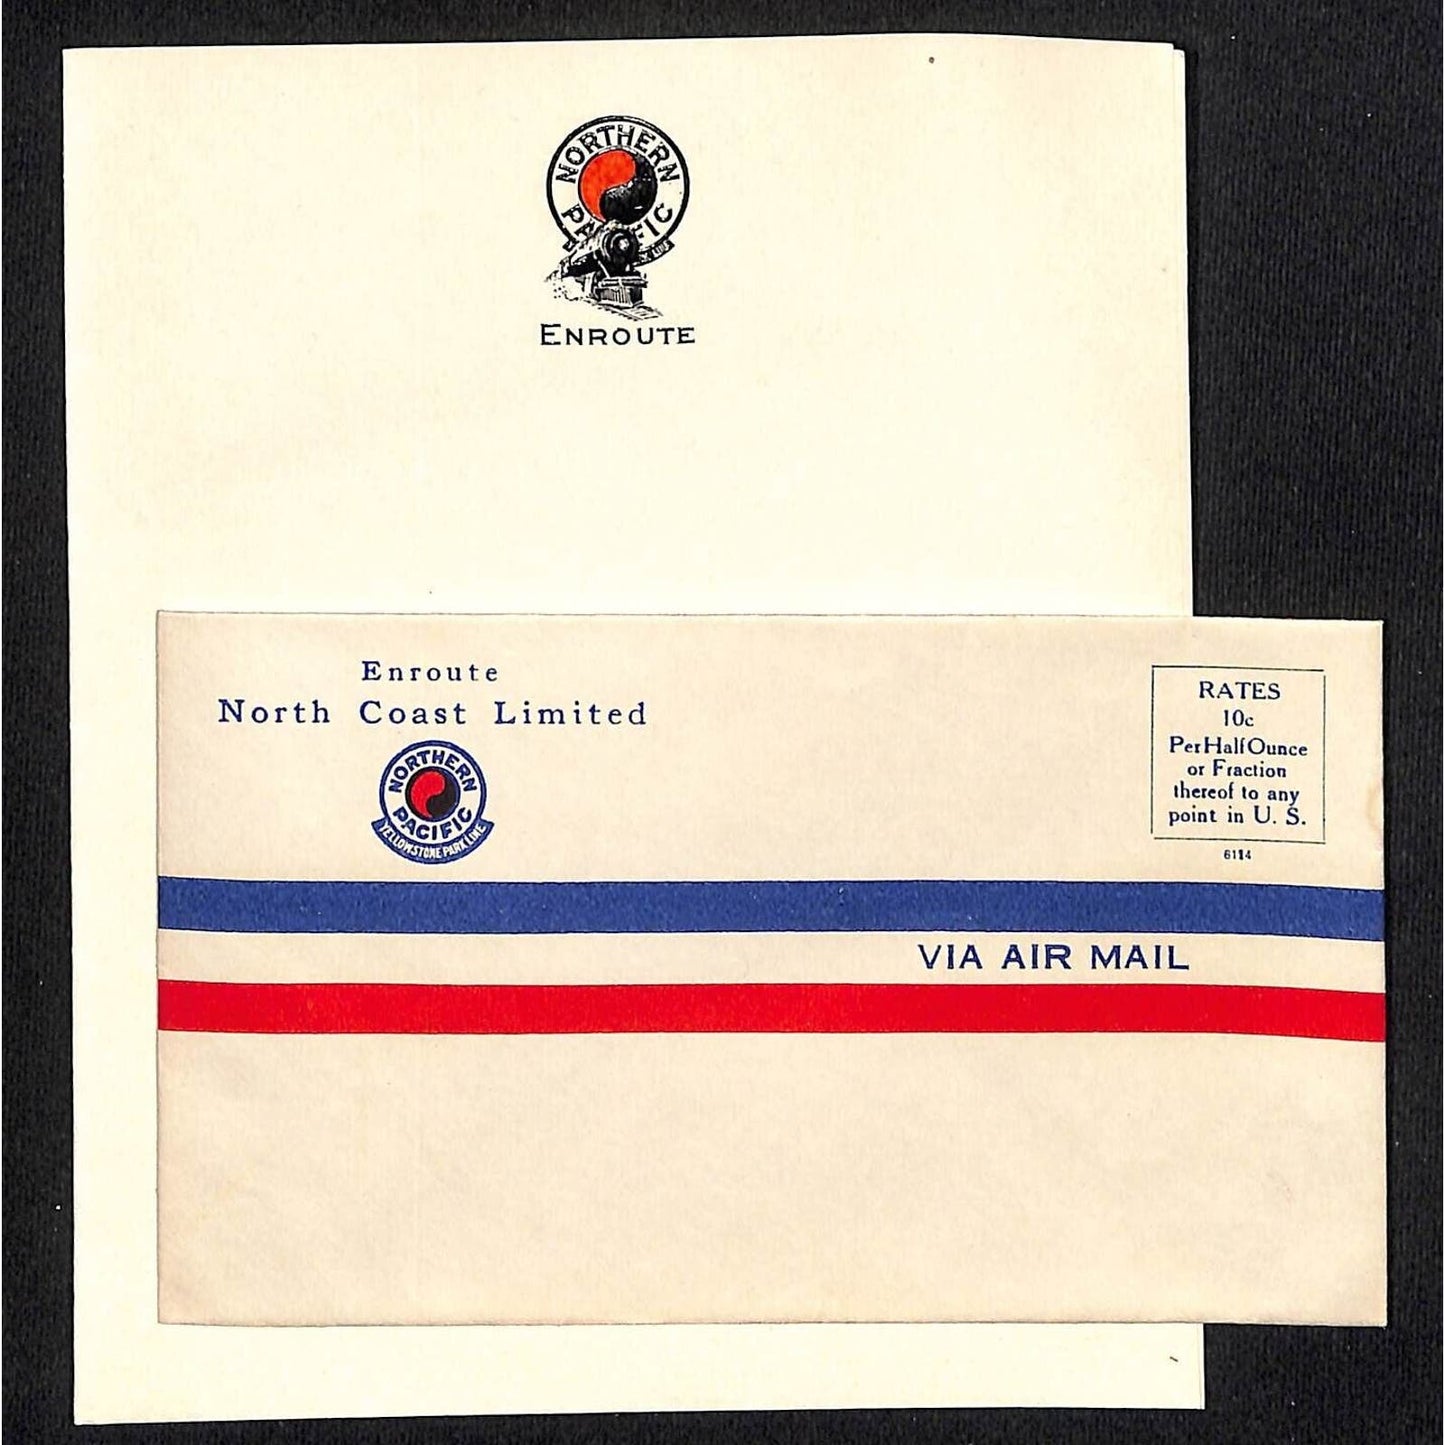 NORTHERN
PACIFIC
ENROUTE
Enroute
North Coast Limited
NORTHERN
PACIFIC
YELLOWSTONE PARK LINE
RATES
10c
Per Half Ounce
or Fraction
thereof to any
point in U. S.
6114
VIA AIR MAIL